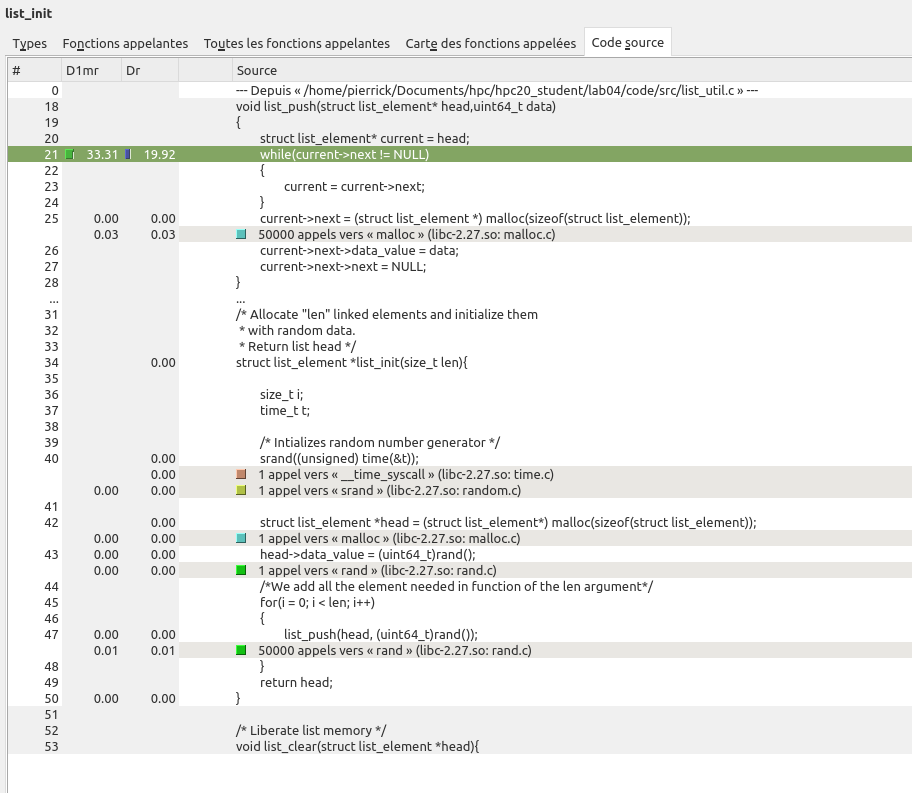 list_init
Types Fonctions appelantes Toutes les fonctions appelantes Carte des fonctions appelées Code source
# D1mr Dr Source
0 --- Depuis « /home/pierrick/Documents/hpc/hpc20_student/lab04/code/src/list_util.c » ---
18 void list_push(struct list_element* head,uint64_t data)
19 {
20 struct list_element* current = head;
21 33.31 19.92 while(current->next != NULL)
22 {
23 current = current->next;
24 }
25 0.00 0.00 current->next = (struct list_element *) malloc(sizeof(struct list_element));
0.03 0.03 50000 appels vers « malloc » (libc-2.27.so: malloc.c)
26 current->next->data_value = data;
27 current->next->next = NULL;
28 }
... ...
31 /* Allocate "len" linked elements and initialize them
32 * with random data.
33 * Return list head */
34 0.00 struct list_element *list_init(size_t len){
35
36 size_t i;
37 time_t t;
38
39 /* Intializes random number generator */
40 0.00 srand((unsigned) time(&t));
0.00 1 appel vers « __time_syscall » (libc-2.27.so: time.c)
0.00 0.00 1 appel vers « srand » (libc-2.27.so: random.c)
41
42 0.00 struct list_element *head = (struct list_element*) malloc(sizeof(struct list_element));
0.00 0.00 1 appel vers « malloc » (libc-2.27.so: malloc.c)
43 0.00 0.00 head->data_value = (uint64_t)rand();
0.00 0.00 1 appel vers « rand » (libc-2.27.so: rand.c)
44 /*We add all the element needed in function of the len argument*/
45 for(i = 0; i < len; i++)
46 {
47 0.00 0.00 list_push(head, (uint64_t)rand());
0.01 0.01 50000 appels vers « rand » (libc-2.27.so: rand.c)
48 }
49 return head;
50 0.00 0.00 }
51
52 /* Liberate list memory */
53 void list_clear(struct list_element *head){